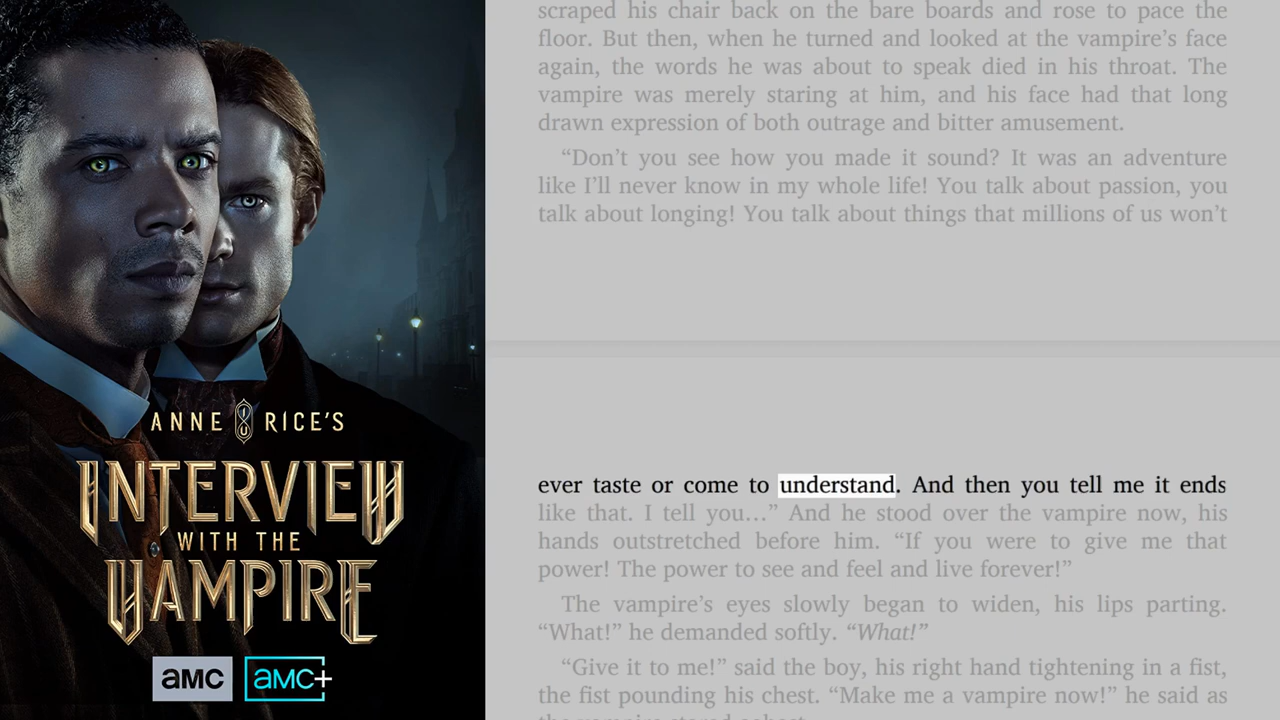 ANNE RICE'S
INTERVIEW
WITH THE
VAMPIRE
aMC
aMC+
scraped his chair back on the bare boards and rose to pace the
floor. But then, when he turned and looked at the vampire’s face
again, the words he was about to speak died in his throat. The
vampire was merely staring at him, and his face had that long
drawn expression of both outrage and bitter amusement.
“Don’t you see how you made it sound? It was an adventure
like I’ll never know in my whole life! You talk about passion, you
talk about longing! You talk about things that millions of us won’t
ever taste or come to understand. And then you tell me it ends
like that. I tell you…” And he stood over the vampire now, his
hands outstretched before him. “If you were to give me that
power! The power to see and feel and live forever!”
The vampire’s eyes slowly began to widen, his lips parting.
“What!” he demanded softly. “What!”
“Give it to me!” said the boy, his right hand tightening in a fist,
the fist pounding his chest. “Make me a vampire now!” he said as
the vampire stared aghast.